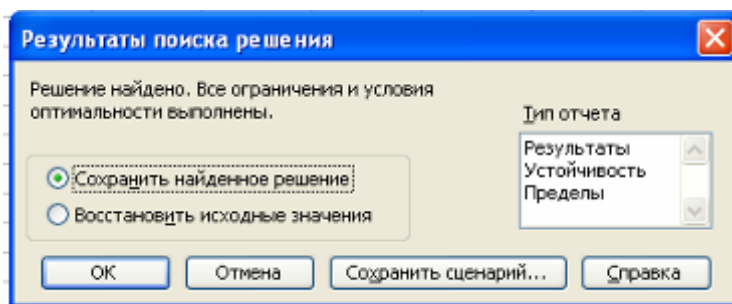 Результаты поиска решения
Решение найдено. Все ограничения и условия
оптимальности выполнены.
Тип отчета
Результаты
Устойчивость
Пределы
Сохранить найденное решение
Восстановить исходные значения
ОК
Отмена
Сохранить сценарий...
Справка